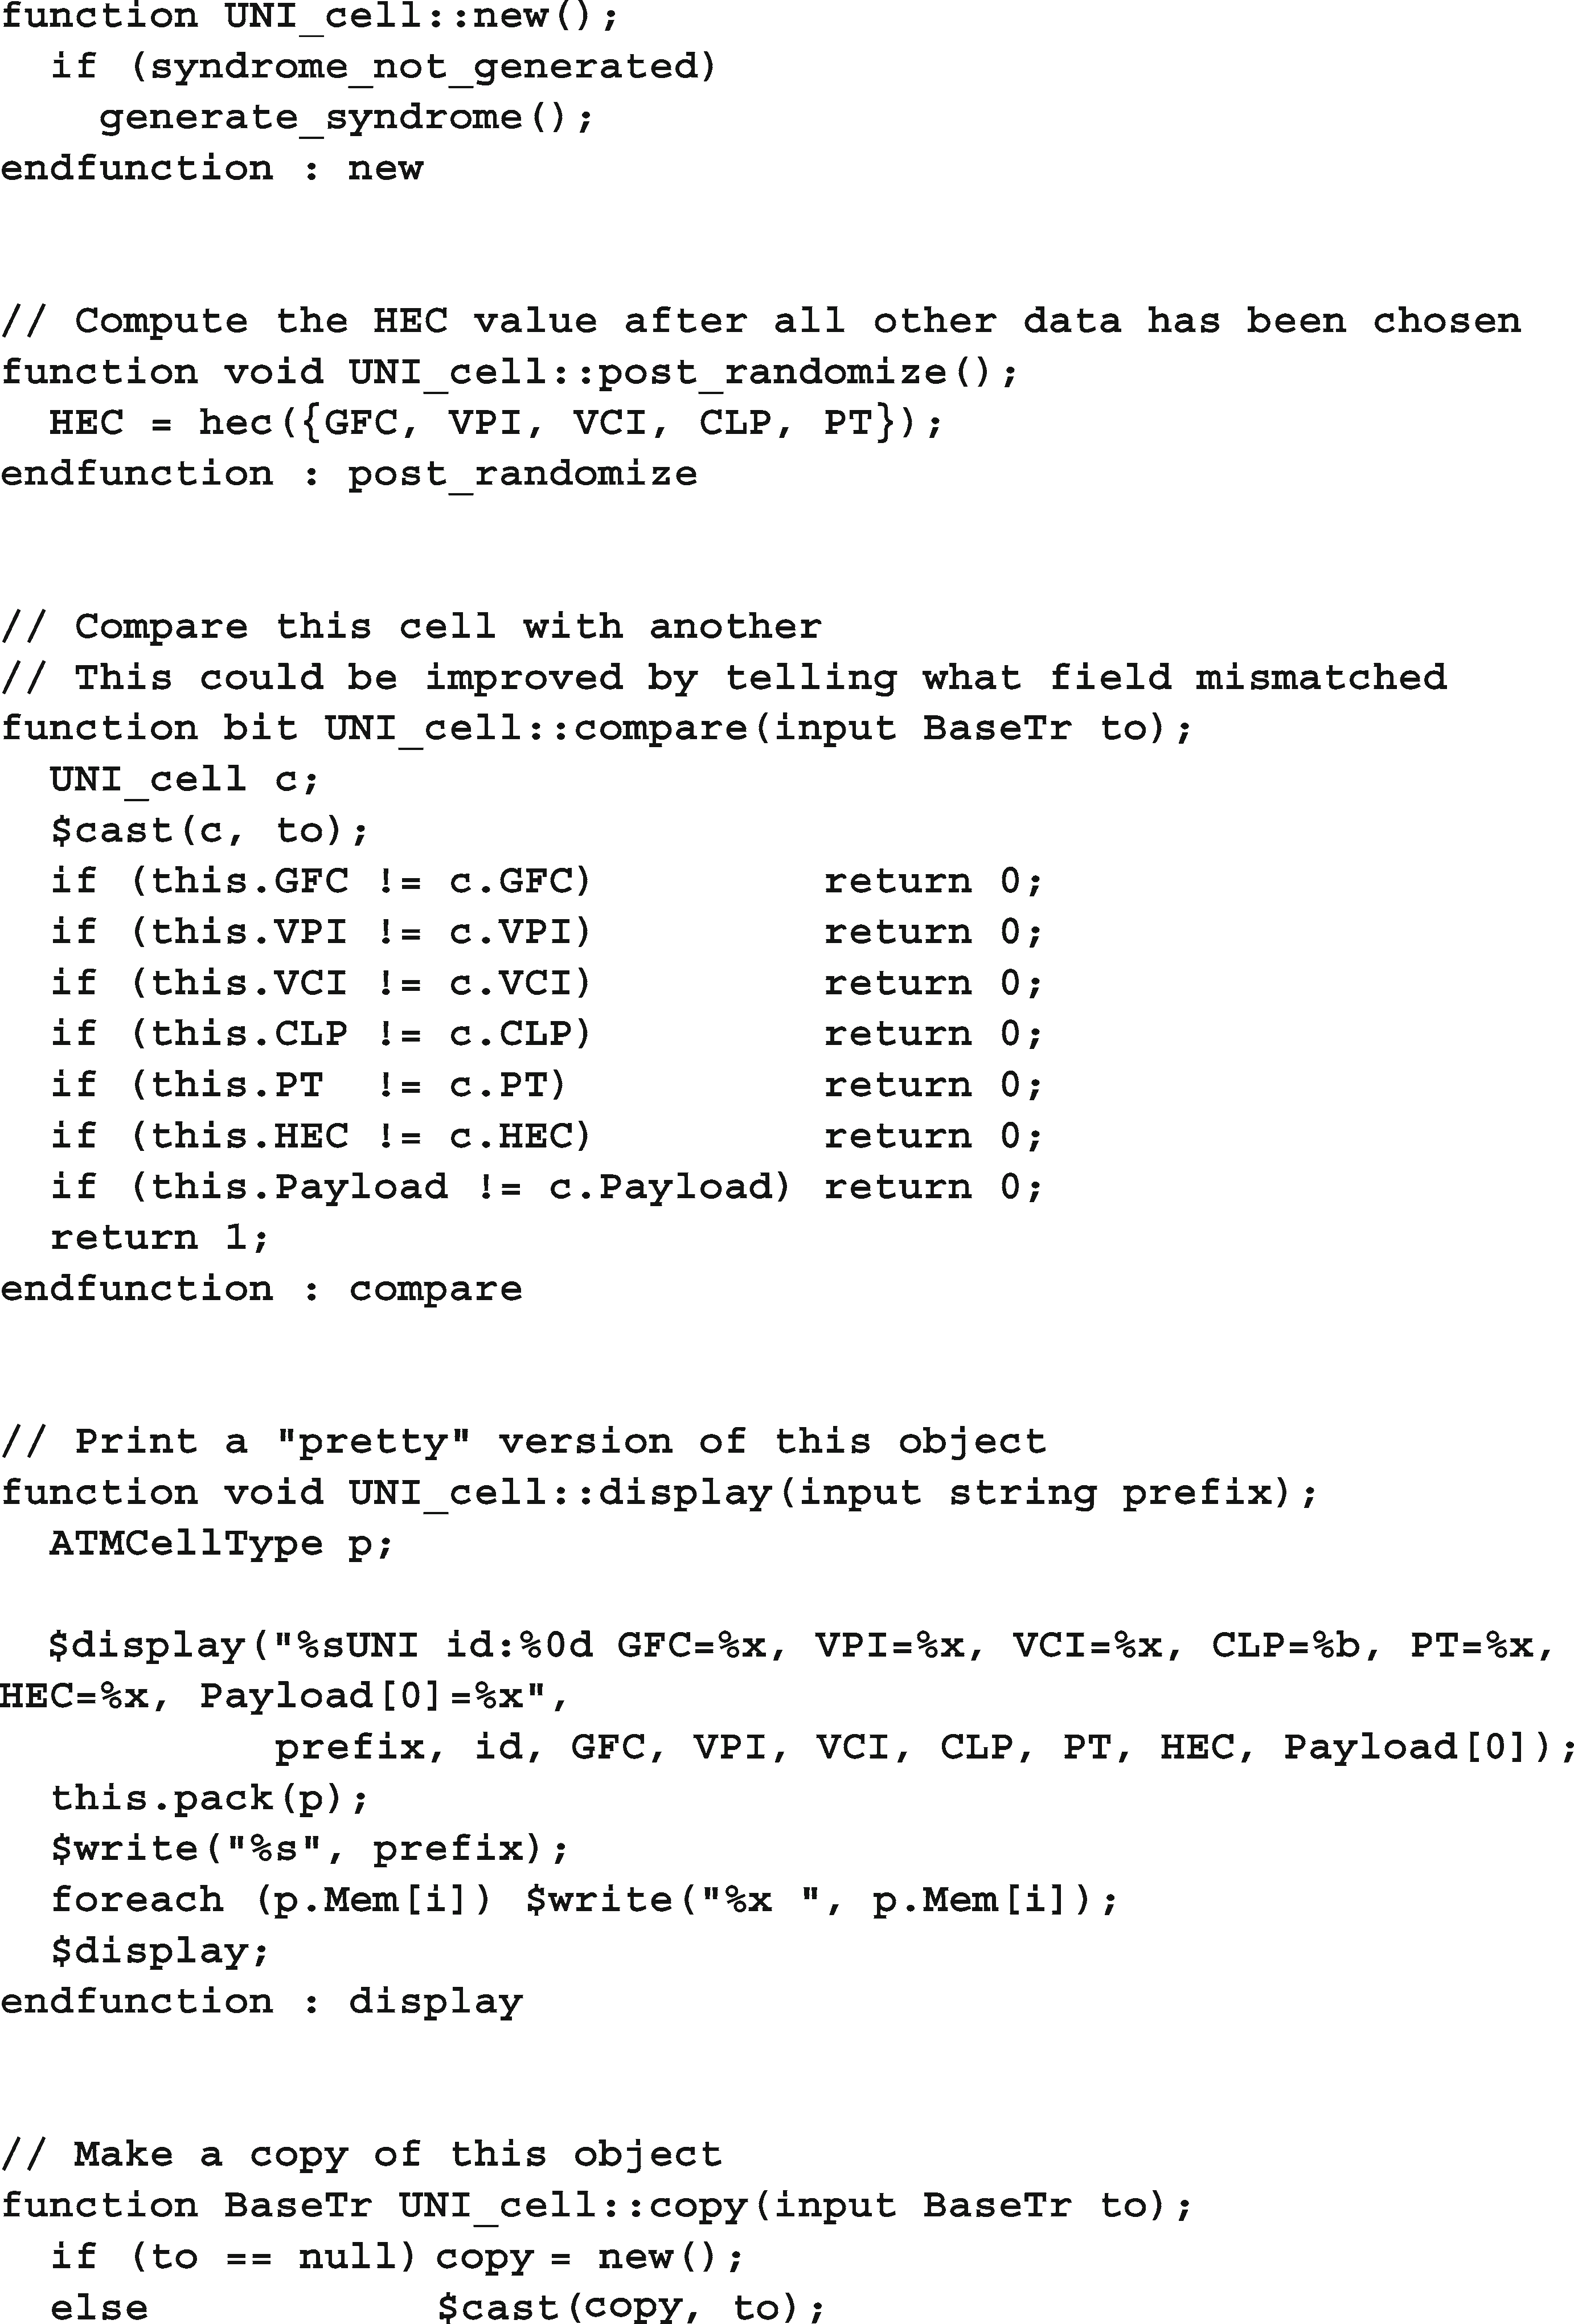 function UNI_cell::new();
  if (syndrome_not_generated)
    generate_syndrome();
endfunction : new
// Compute the HEC value after all other data has been chosen
function void UNI_cell::post_randomize();
  HEC = hec({GFC, VPI, VCI, CLP, PT});
endfunction : post_randomize
// Compare this cell with another
// This could be improved by telling what field mismatched
function bit UNI_cell::compare(input BaseTr to);
  UNI_cell c;
  $cast(c, to);
  if (this.GFC != c.GFC)         return 0;
  if (this.VPI != c.VPI)         return 0;
  if (this.VCI != c.VCI)         return 0;
  if (this.CLP != c.CLP)         return 0;
  if (this.PT  != c.PT)          return 0;
  if (this.HEC != c.HEC)         return 0;
  if (this.Payload != c.Payload) return 0;
  return 1;
endfunction : compare
// Print a "pretty" version of this object
function void UNI_cell::display(input string prefix);
  ATMCellType p;
  $display("%sUNI id:%0d GFC=%x, VPI=%x, VCI=%x, CLP=%b, PT=%x,
HEC=%x, Payload[0]=%x",
           prefix, id, GFC, VPI, VCI, CLP, PT, HEC, Payload[0]);
  this.pack(p);
  $write("%s", prefix);
  foreach (p.Mem[i]) $write("%x ", p.Mem[i]);
  $display;
endfunction : display
// Make a copy of this object
function BaseTr UNI_cell::copy(input BaseTr to);
  if (to == null) copy = new();
  else            $cast(copy, to);